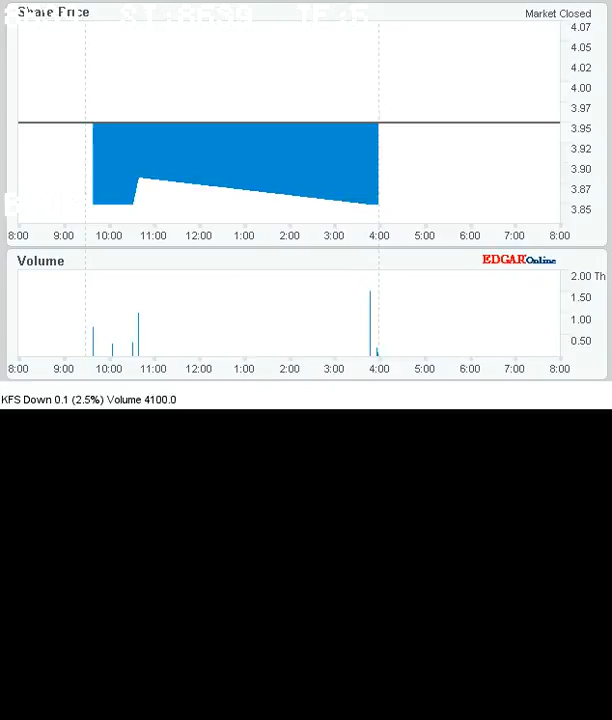 Share Price
Market Closed
4.07
4.05
4.02
4.00
3.97
3.95
3.92
3.90
3.87
3.85
8:00 9:00 10:00 11:00 12:00 1:00 2:00 3:00 4:00 5:00 6:00 7:00 8:00
Volume
EDGAR Online
2.00 Th
1.50
1.00
0.50
8:00 9:00 10:00 11:00 12:00 1:00 2:00 3:00 4:00 5:00 6:00 7:00 8:00
KFS Down 0.1 (2.5%) Volume 4100.0